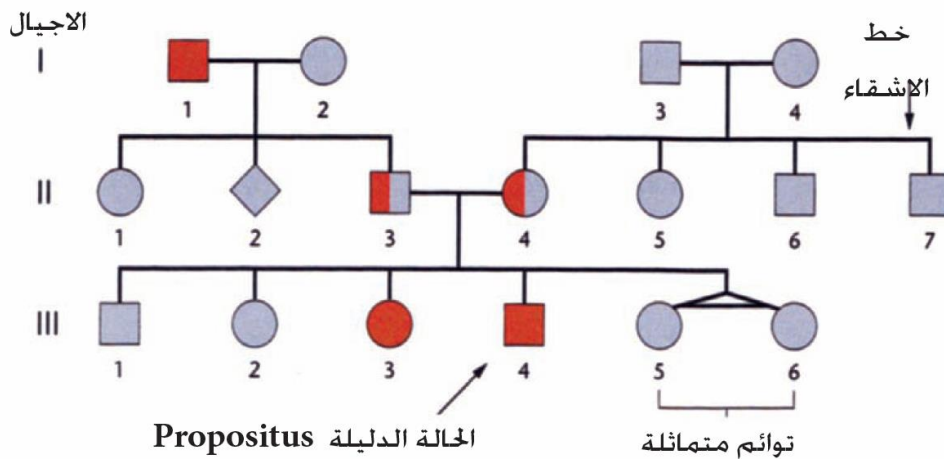 الاجيال
خط
الاشقاء
I
1 2 3 4
II
1 2 3 4 5 6 7
III
1 2 3 4 5 6
الحالة الدليلة Propositus
توائم متماثلة